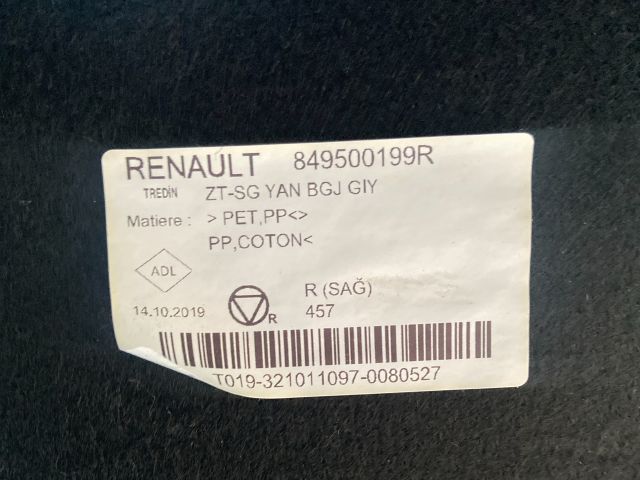 RENAULT 849500199R
TREDİN ZT-SG YAN BGJ GIY
Matiere : > PET,PP<>
PP,COTON<
ADL
R (SAĞ)
14.10.2019 R 457
T019-321011097-0080527